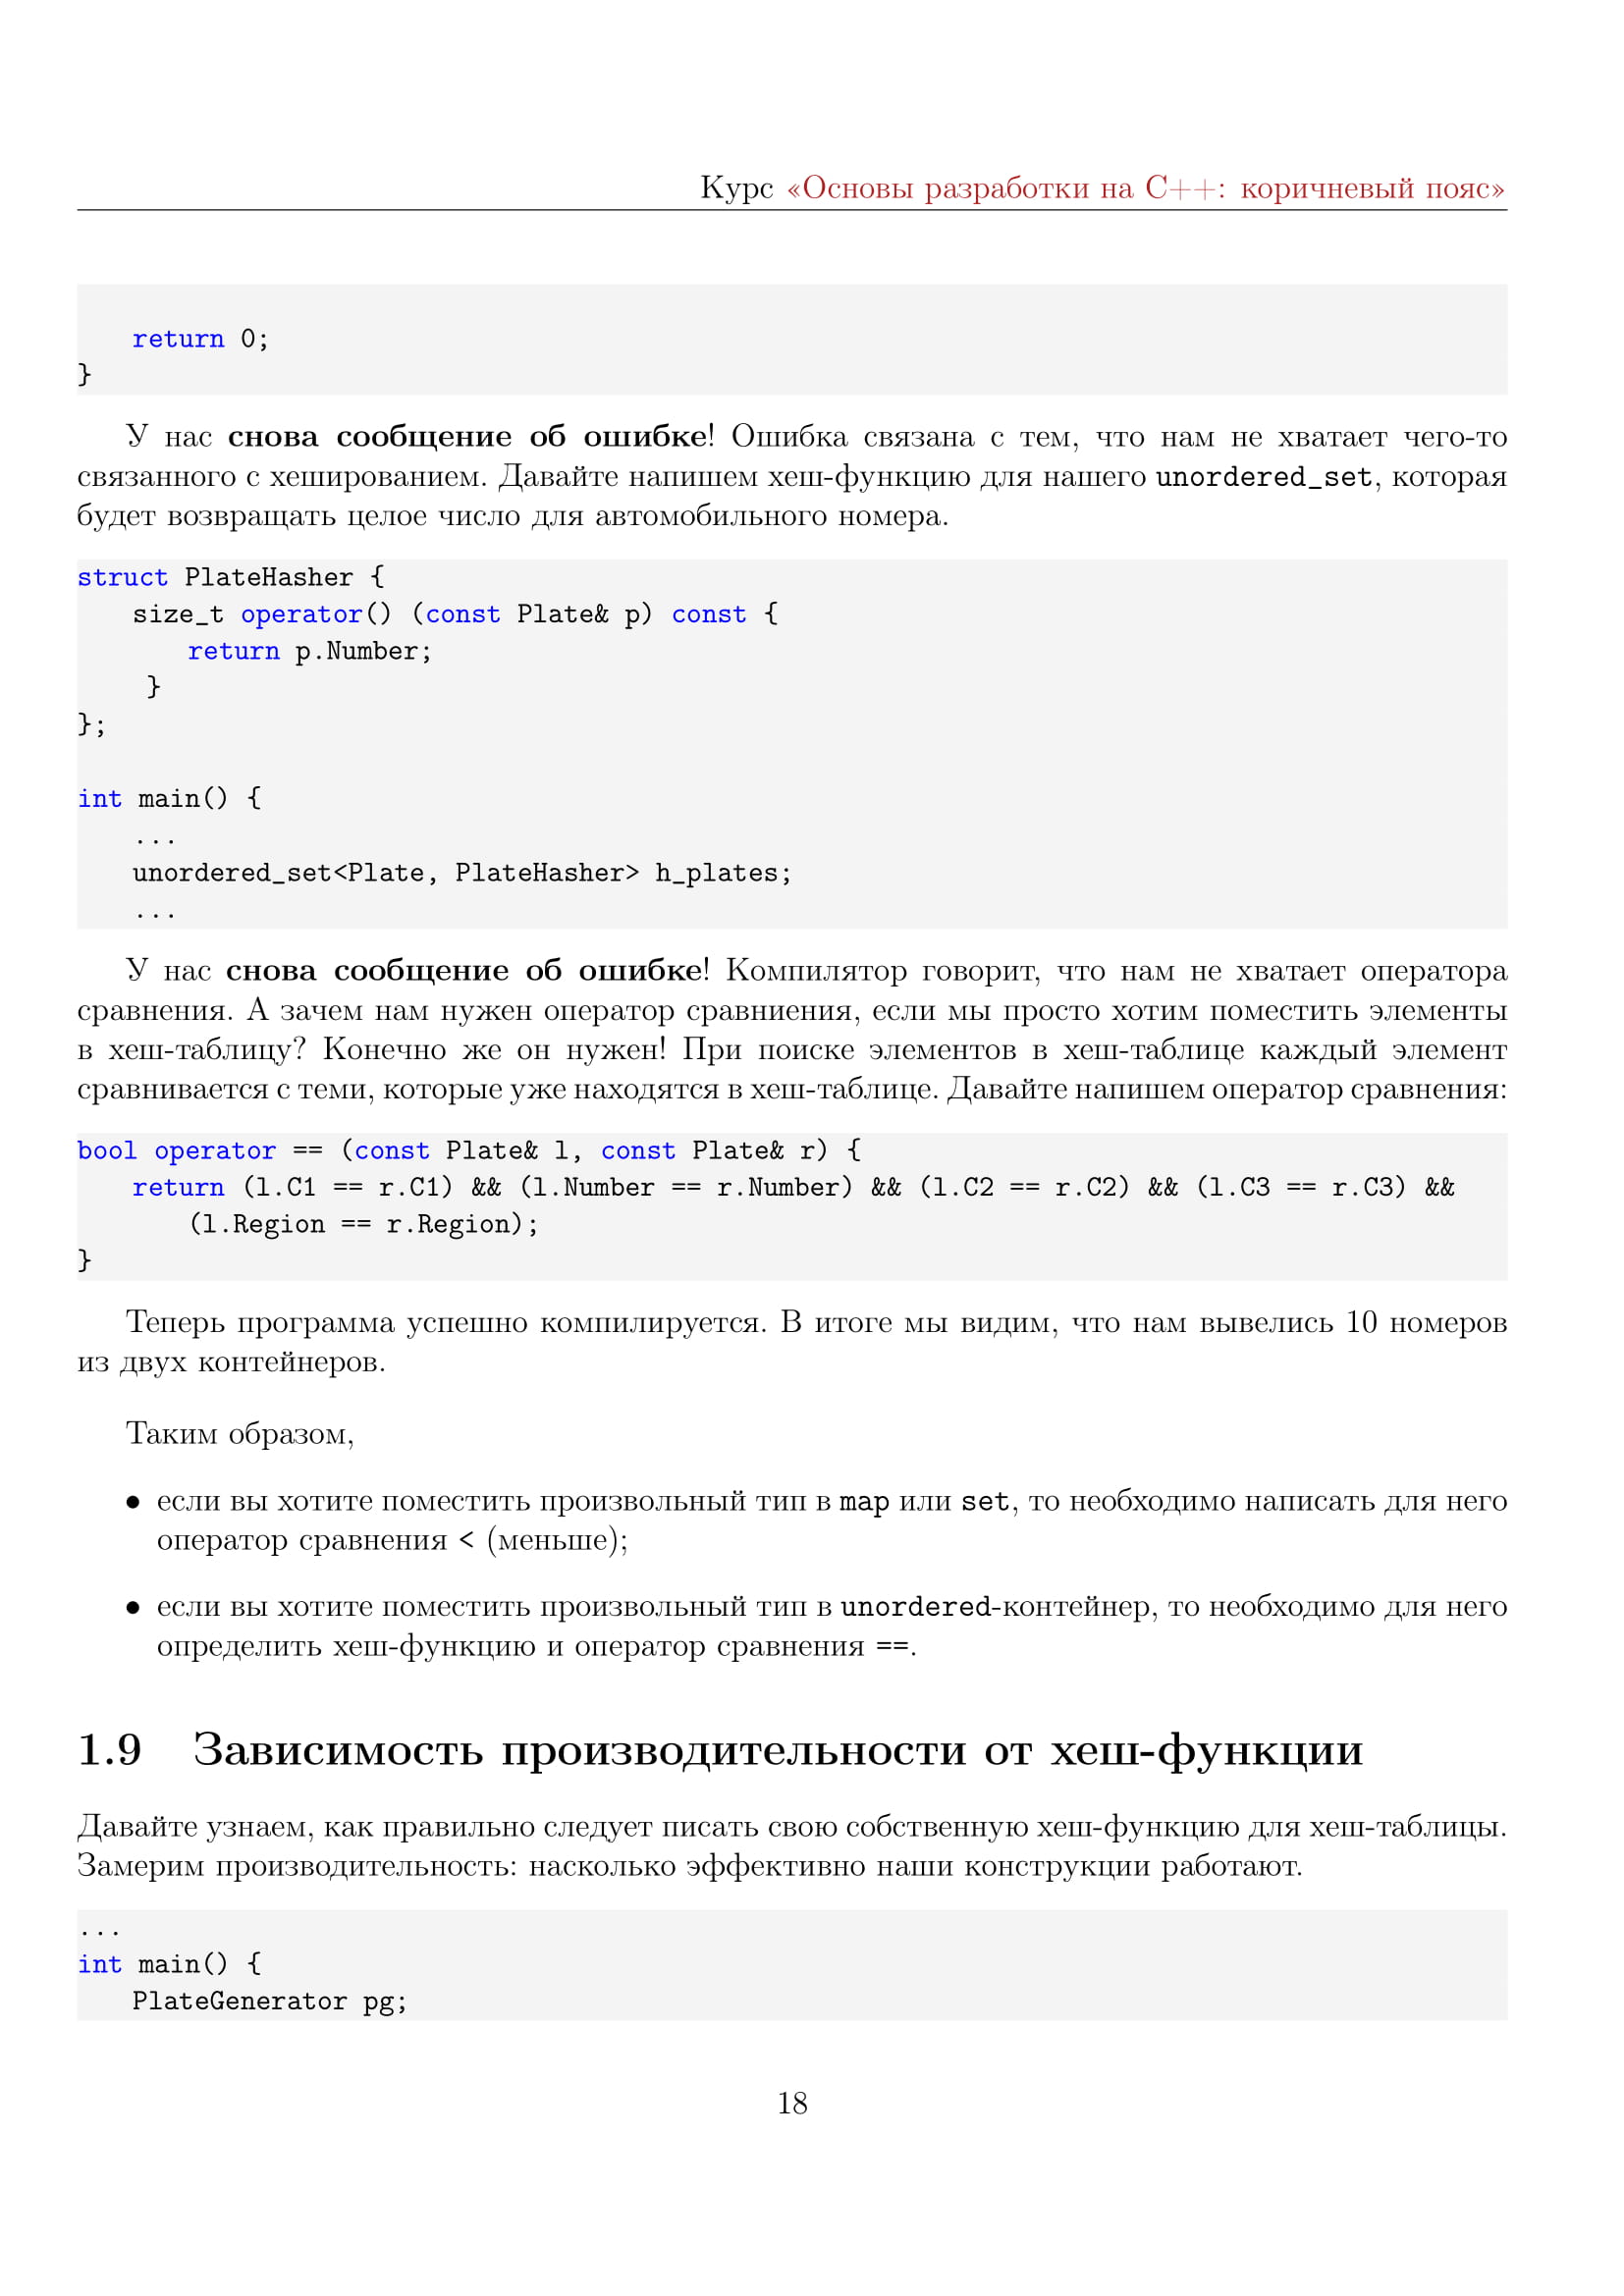 Курс «Основы разработки на C++: коричневый пояс»
return 0;
}
У нас снова сообщение об ошибке! Ошибка связана с тем, что нам не хватает чего-то
связанного с хешированием. Давайте напишем хеш-функцию для нашего unordered_set, которая
будет возвращать целое число для автомобильного номера.
struct PlateHasher {
size_t operator() (const Plate& p) const {
return p.Number;
}
};
int main() {
...
unordered_set<Plate, PlateHasher> h_plates;
...
У нас снова сообщение об ошибке! Компилятор говорит, что нам не хватает оператора
сравнения. А зачем нам нужен оператор сравниения, если мы просто хотим поместить элементы
в хеш-таблицу? Конечно же он нужен! При поиске элементов в хеш-таблице каждый элемент
сравнивается с теми, которые уже находятся в хеш-таблице. Давайте напишем оператор сравнения:
bool operator == (const Plate& l, const Plate& r) {
return (l.C1 == r.C1) && (l.Number == r.Number) && (l.C2 == r.C2) && (l.C3 == r.C3) &&
(l.Region == r.Region);
}
Теперь программа успешно компилируется. В итоге мы видим, что нам вывелись 10 номеров
из двух контейнеров.
Таким образом,
• если вы хотите поместить произвольный тип в map или set, то необходимо написать для него
оператор сравнения < (меньше);
• если вы хотите поместить произвольный тип в unordered-контейнер, то необходимо для него
определить хеш-функцию и оператор сравнения ==.
1.9 Зависимость производительности от хеш-функции
Давайте узнаем, как правильно следует писать свою собственную хеш-функцию для хеш-таблицы.
Замерим производительность: насколько эффективно наши конструкции работают.
...
int main() {
PlateGenerator pg;
18